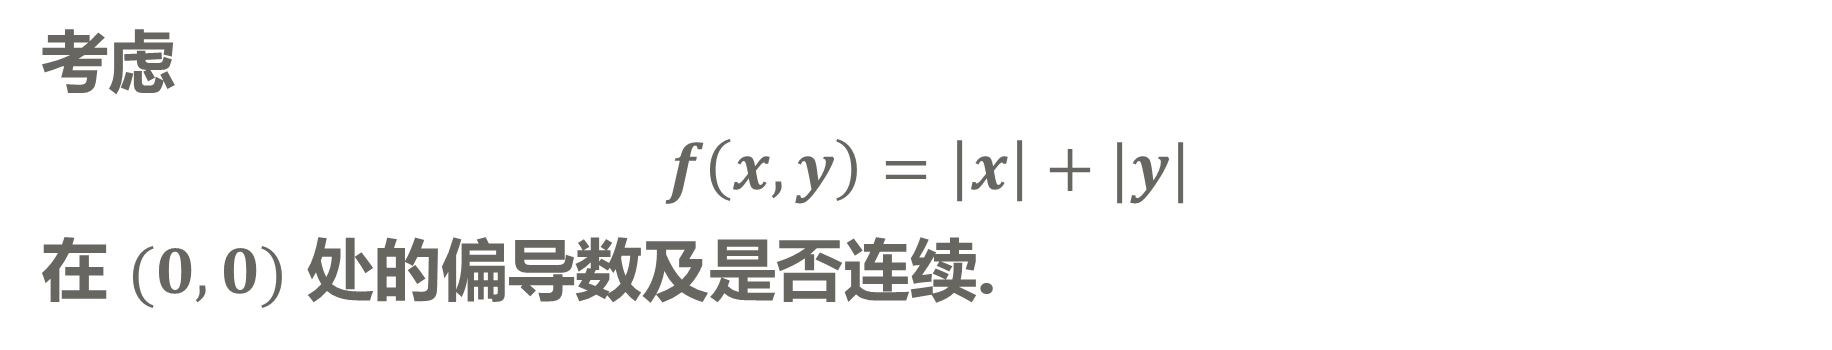 考虑
f(x, y) = |x| + |y|
在 (0, 0) 处的偏导数及是否连续.